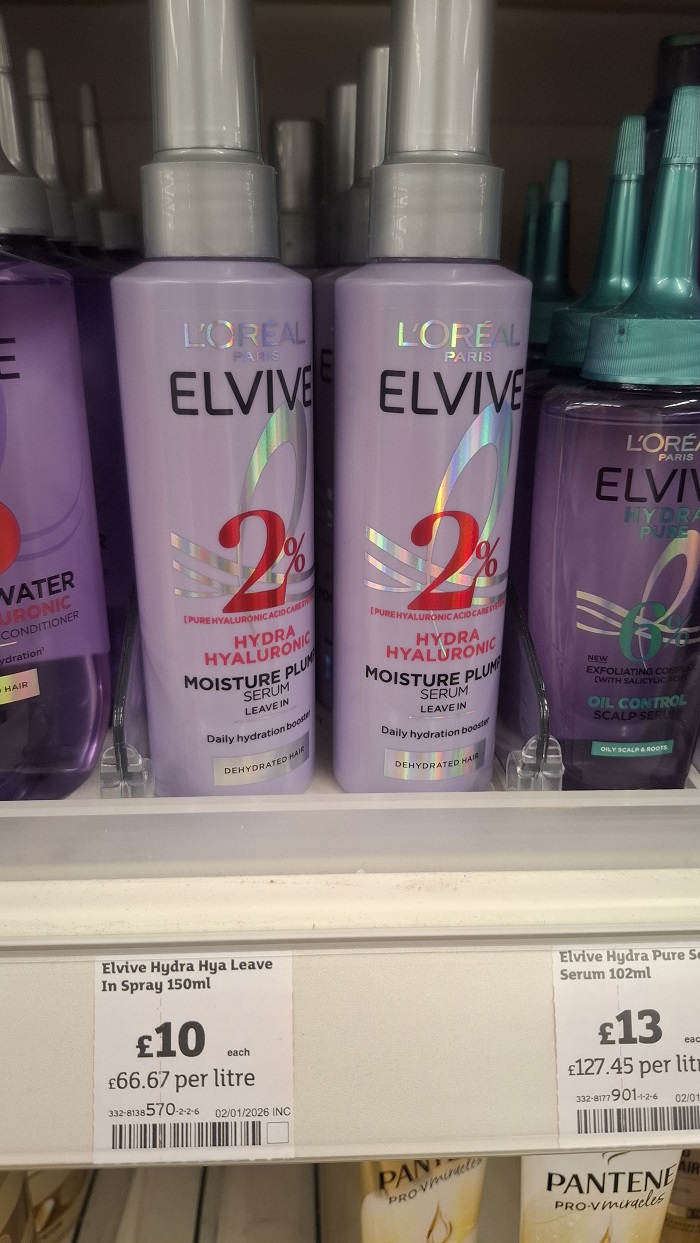 WATER
CONDITIONER
HAIR
L'ORÉAL
PARIS
ELVIVE
2%
[PURE HYALURONIC ACID CARE
HYDRA
HYALURONIC
MOISTURE PLUMP
SERUM
LEAVE IN
Daily hydration booster
DEHYDRATED HAIR
L'ORÉAL
PARIS
ELVIVE
2%
[PURE HYALURONIC ACID CARE
HYDRA
HYALURONIC
MOISTURE PLUMP
SERUM
LEAVE IN
Daily hydration booster
DEHYDRATED HAIR
L'ORÉA
PARIS
ELVIV
HYDRA
PURE
6%
NEW
EXFOLIATING
[WITH SALICYLIC
OIL CONTROL
SCALP SERUM
OILY SCALP & ROOTS
Elvive Hydra Hya Leave
In Spray 150ml
£10 each
£66.67 per litre
332-8138570-2-2-6 02/01/2026 INC
Elvive Hydra Pure
Serum 102ml
£13
£127.45 per
332-8177901-1-2-6 02/01
PANTENE
PRO-V miracles
PANTENE
PRO-V miracles